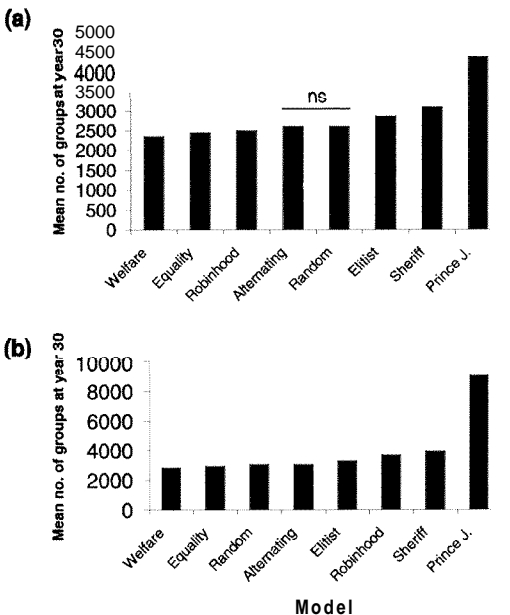 (a)
Mean no. of groups at year 30
5000
4500
4000
3500
3000
2500
2000
1500
1000
500
0
ns
Welfare
Equality
Robinhood
Alternating
Random
Elitist
Sheriff
Prince J.
(b)
Mean no. of groups at year 30
10000
8000
6000
4000
2000
0
Welfare
Equality
Random
Alternating
Elitist
Robinhood
Sheriff
Prince J.
Model